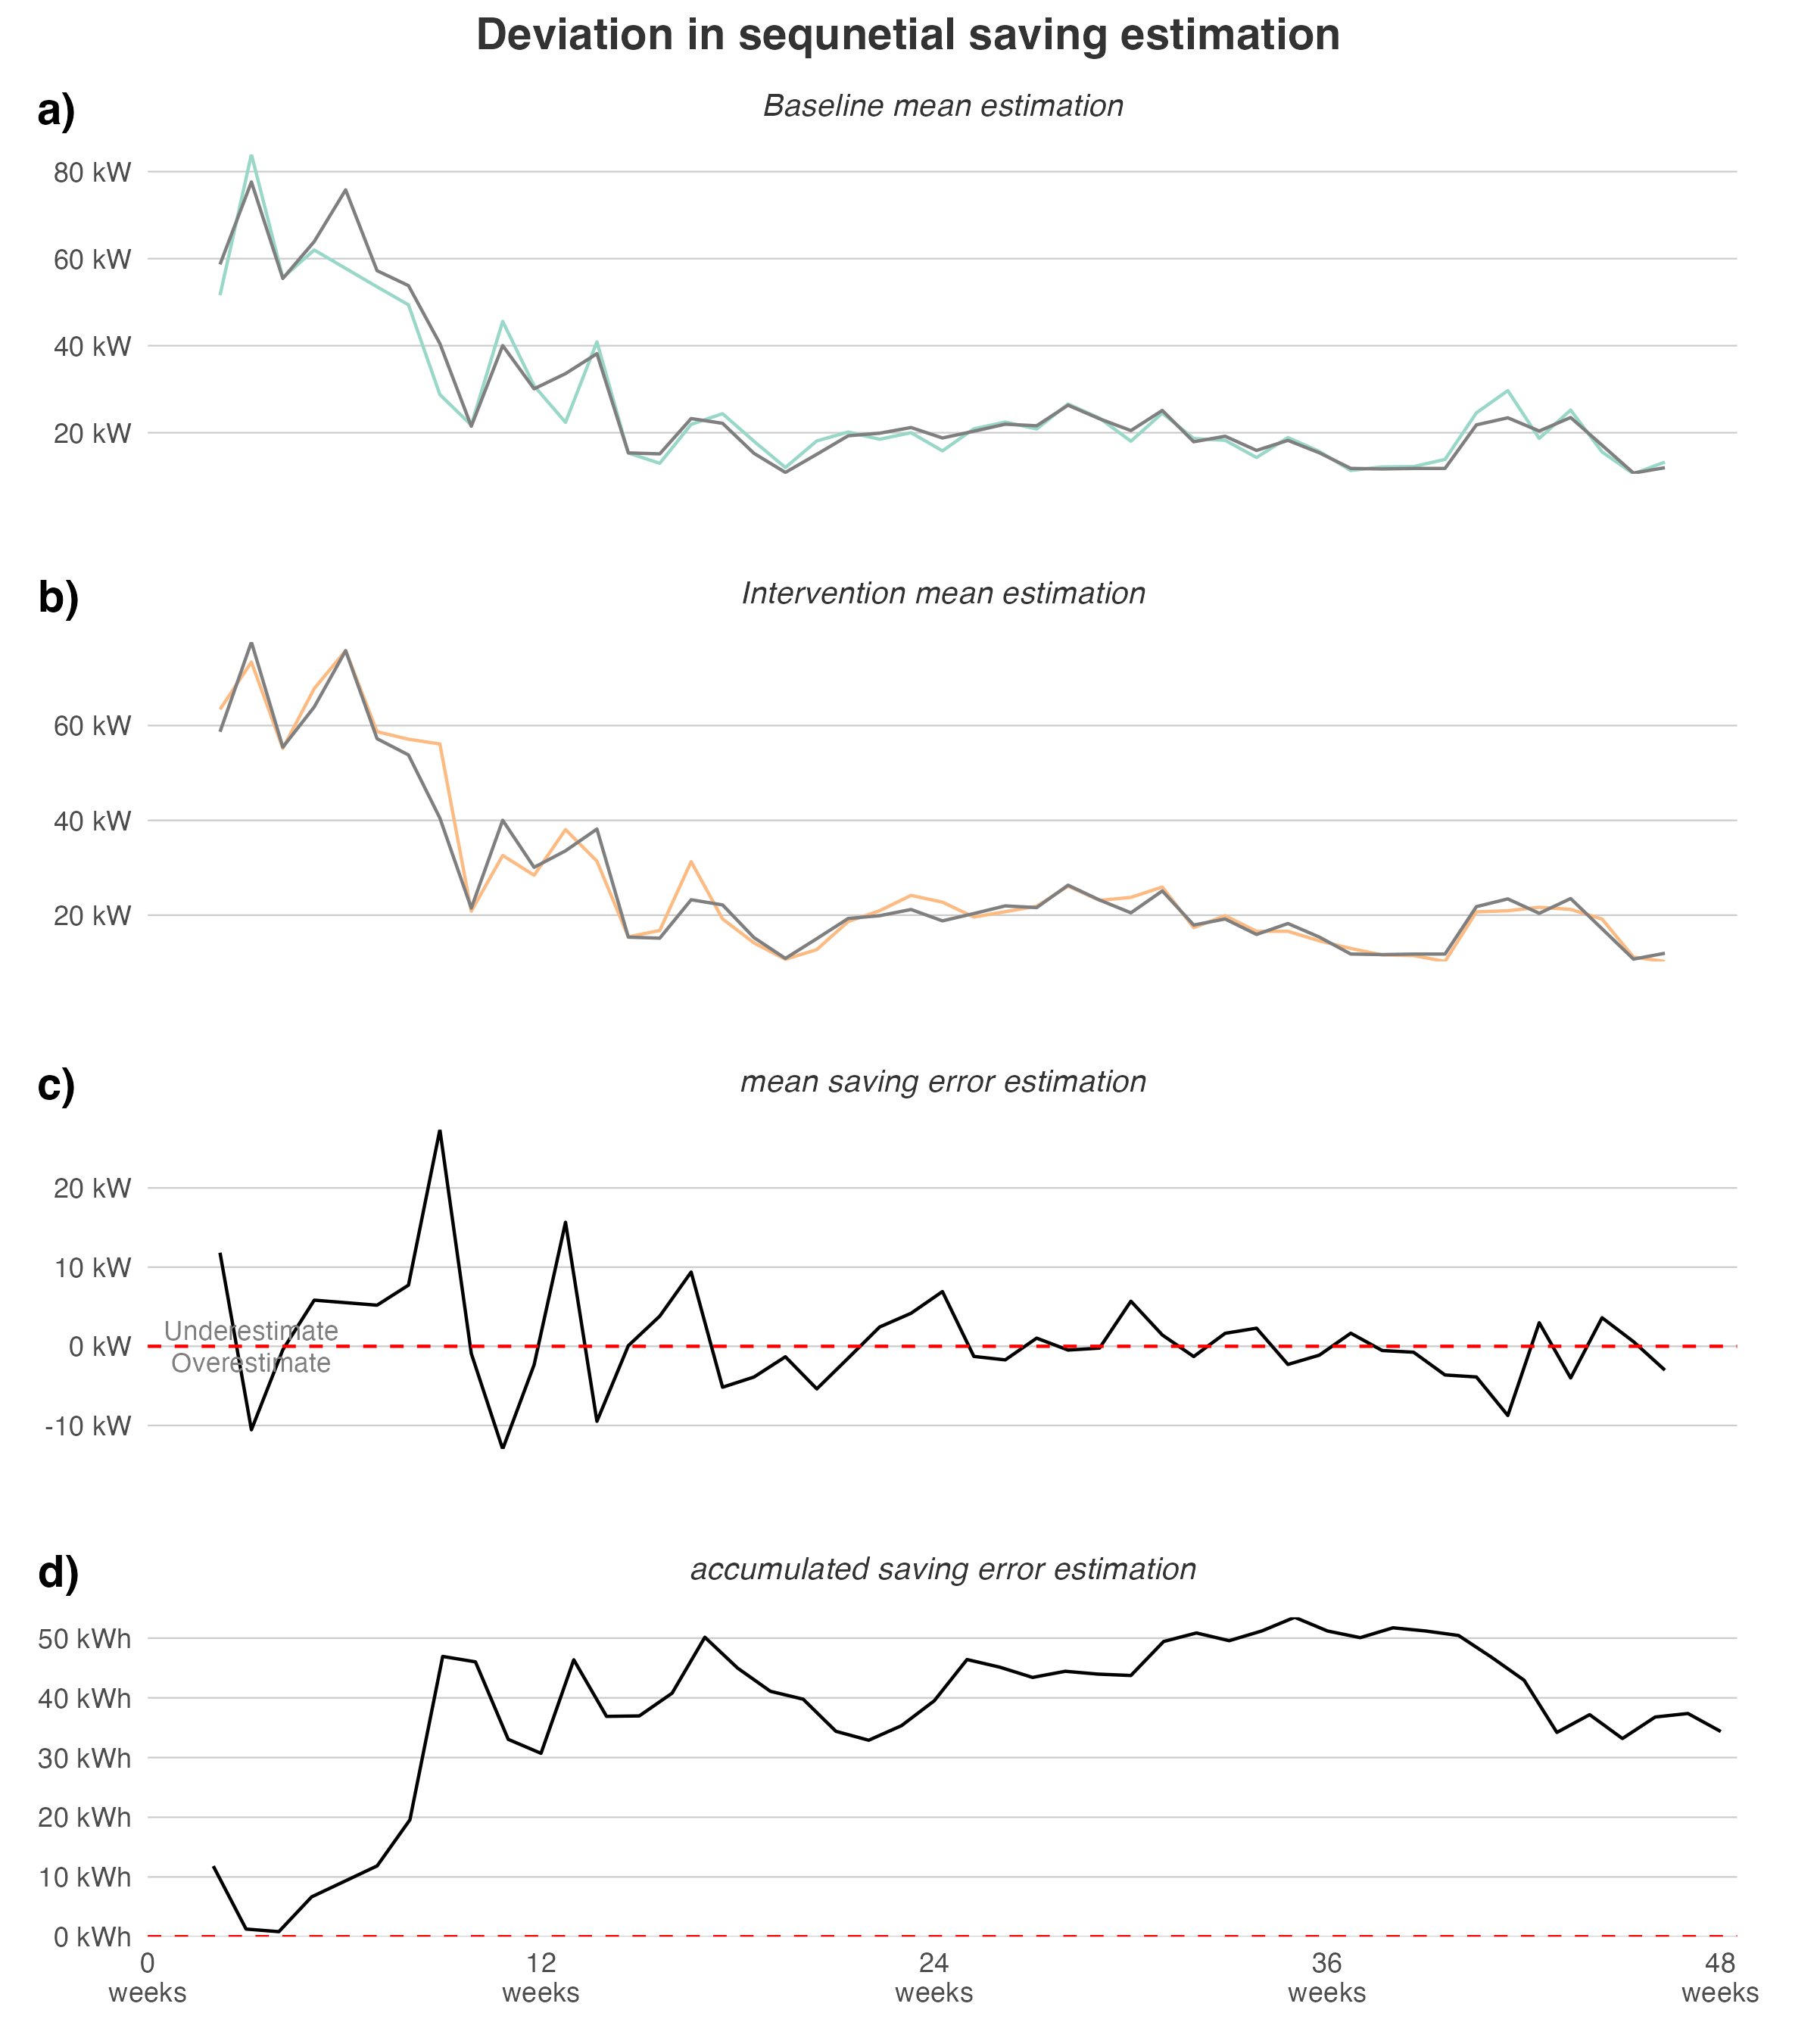 Deviation in sequnetial saving estimation
a)
Baseline mean estimation
80 kW
60 kW
40 kW
20 kW
b)
Intervention mean estimation
60 kW
40 kW
20 kW
c)
mean saving error estimation
20 kW
10 kW
Underestimate
0 kW
Overestimate
-10 kW
d)
accumulated saving error estimation
50 kWh
40 kWh
30 kWh
20 kWh
10 kWh
0 kWh
0 12 24 36 48
weeks weeks weeks weeks weeks